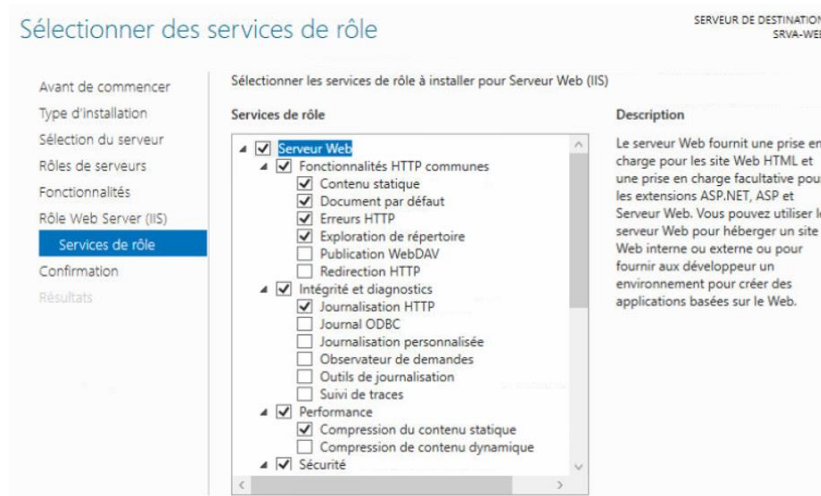 Sélectionner des services de rôle
SERVEUR DE DESTINATION
SRVA-WEB
Avant de commencer
Type d'installation
Sélection du serveur
Rôles de serveurs
Fonctionnalités
Rôle Web Server (IIS)
Services de rôle
Confirmation
Résultats
Sélectionner les services de rôle à installer pour Serveur Web (IIS)
Services de rôle
Serveur Web
Fonctionnalités HTTP communes
Contenu statique
Document par défaut
Erreurs HTTP
Exploration de répertoire
Publication WebDAV
Redirection HTTP
Intégrité et diagnostics
Journalisation HTTP
Journal ODBC
Journalisation personnalisée
Observateur de demandes
Outils de journalisation
Suivi de traces
Performance
Compression du contenu statique
Compression de contenu dynamique
Sécurité
Description
Le serveur Web fournit une prise en
charge pour les site Web HTML et
une prise en charge facultative pour
les extensions ASP.NET, ASP et
Serveur Web. Vous pouvez utiliser le
serveur Web pour héberger un site
Web interne ou externe ou pour
fournir aux développeur un
environnement pour créer des
applications basées sur le Web.